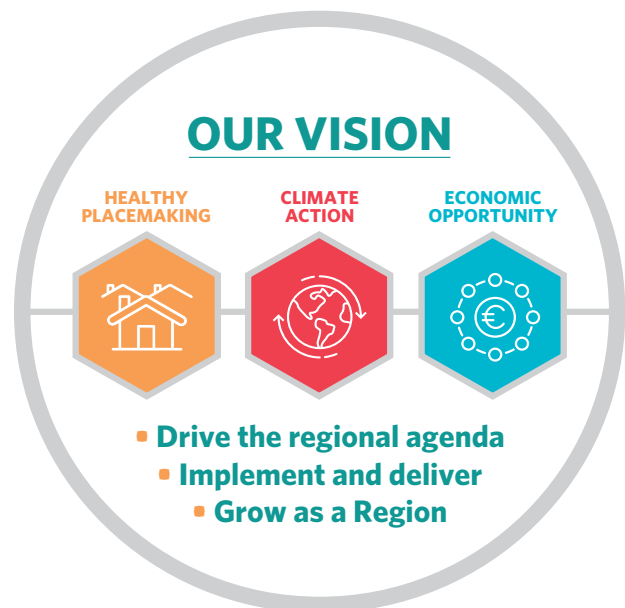 OUR VISION
HEALTHY
PLACEMAKING
CLIMATE
ACTION
ECONOMIC
OPPORTUNITY
€
▪ Drive the regional agenda
▪ Implement and deliver
▪ Grow as a Region